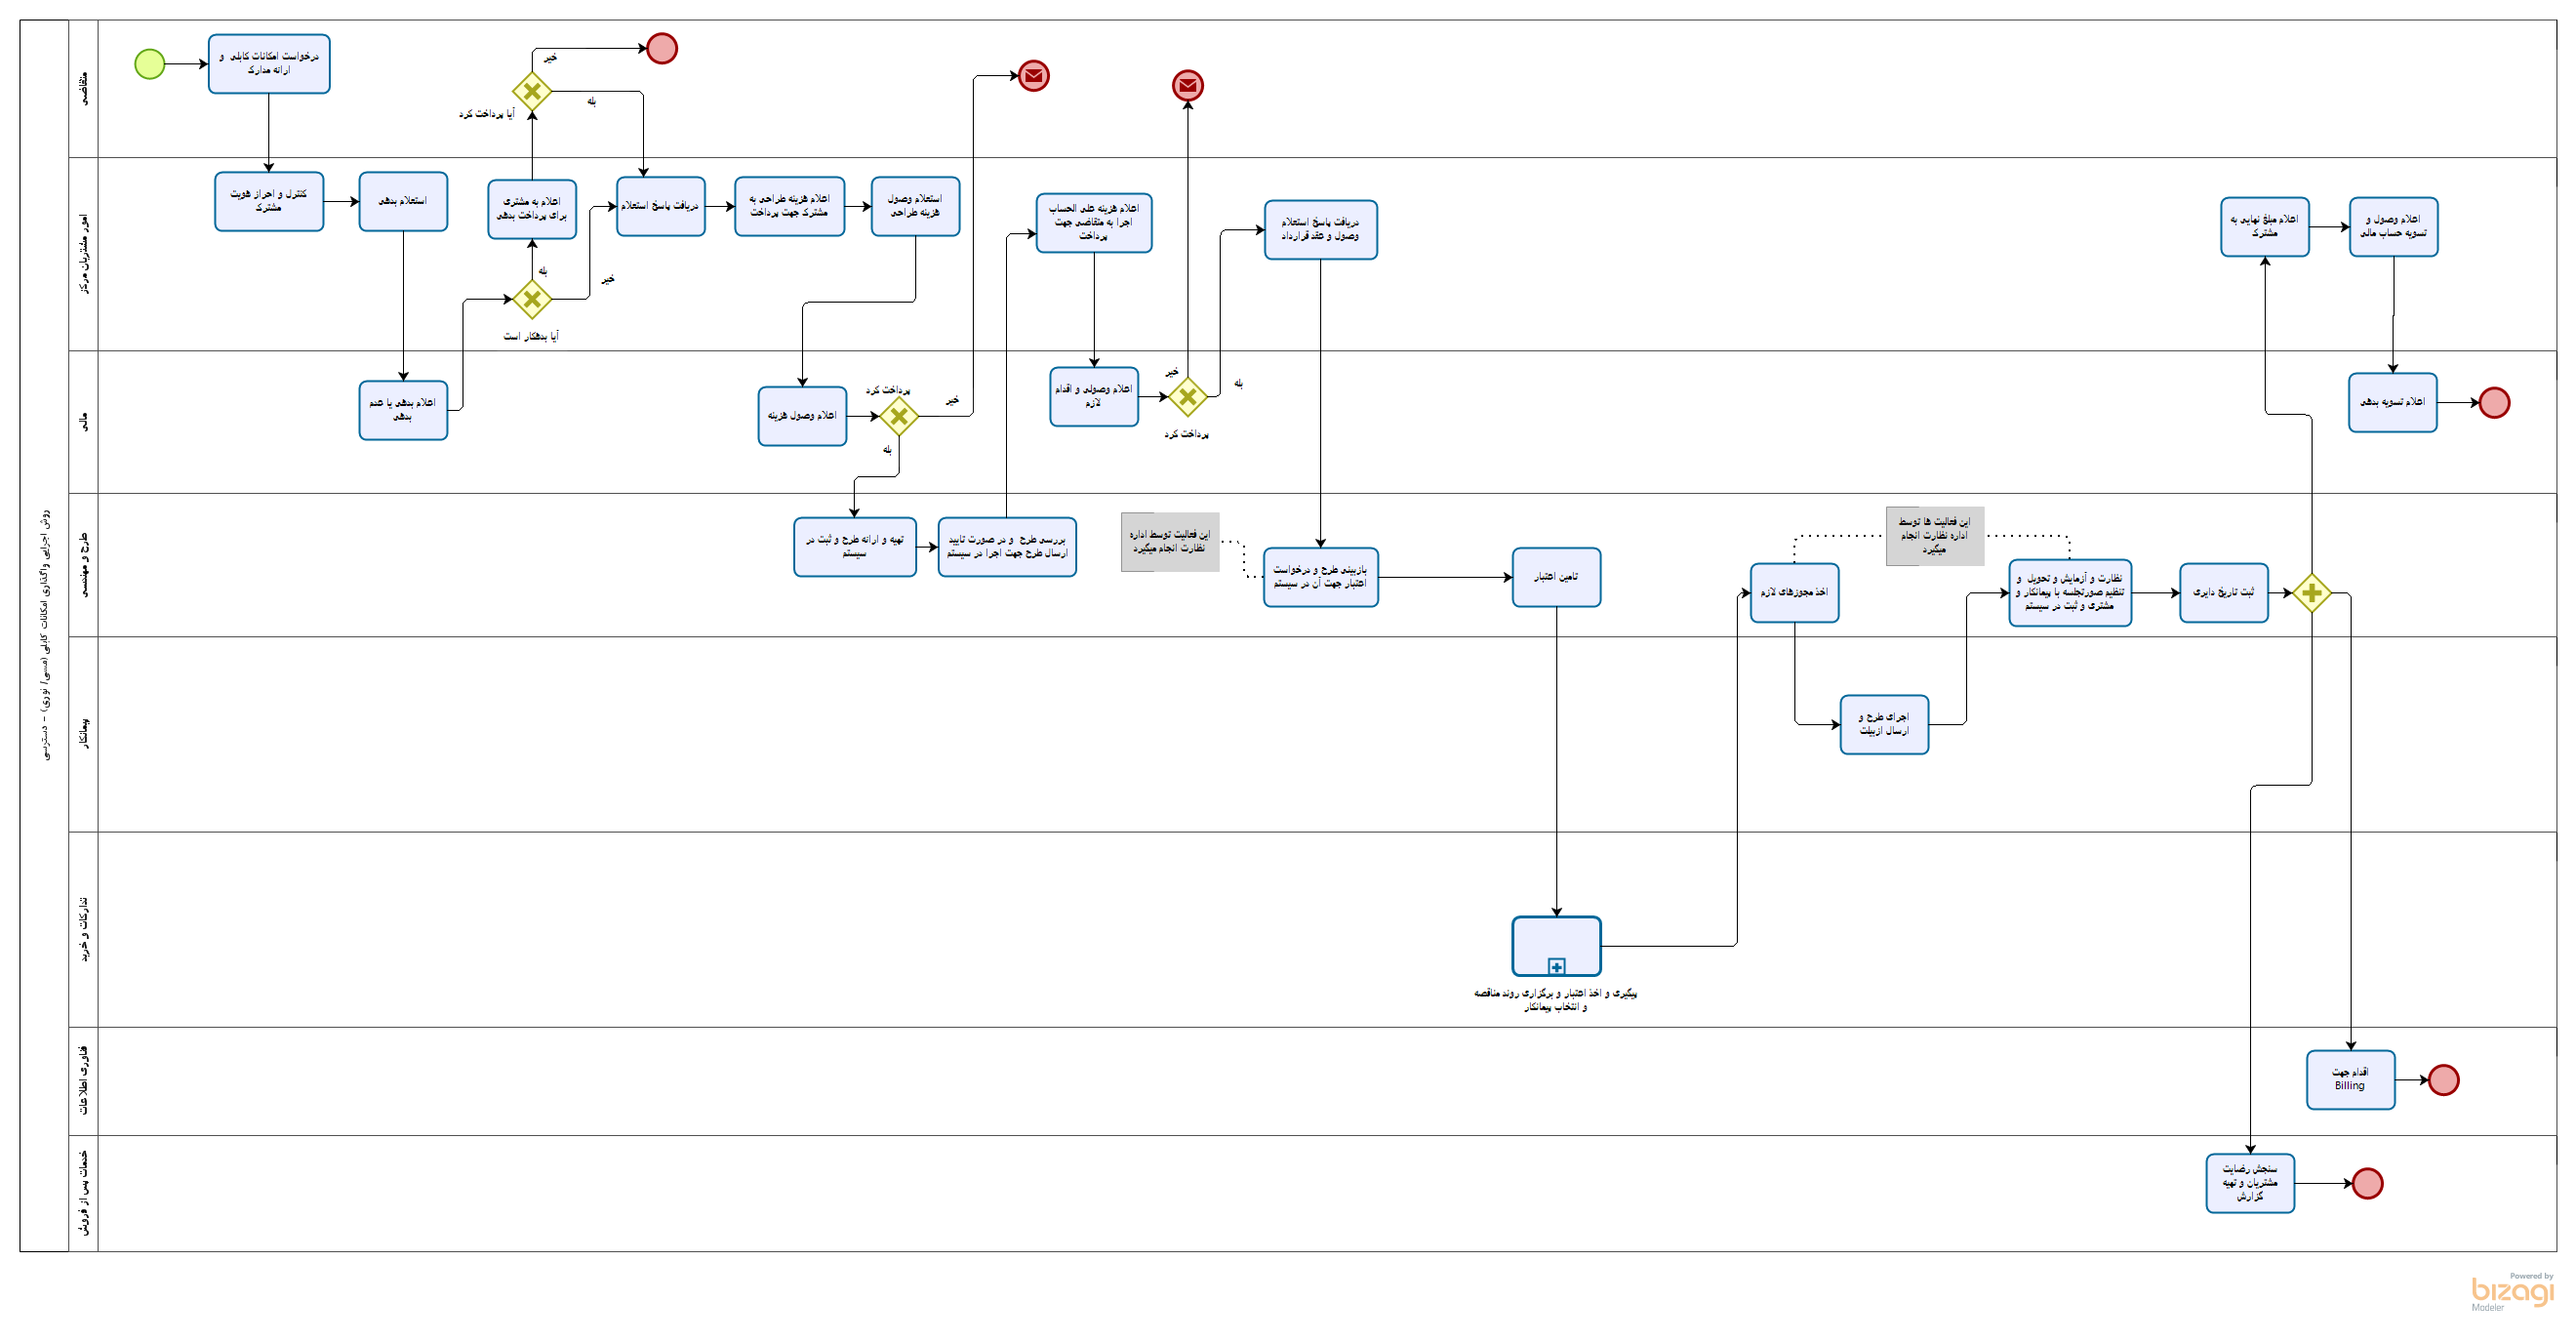 روش اجرایی واگذاری امکانات کابلی (مسی/ نوری) - دسترسی
متقاضی
درخواست امکانات کابلی و
ارائه مدارک
خیر
بله
آیا پرداخت کرد
امور مشتریان مرکز
کنترل و احراز هویت
مشترک
استعلام بدهی
اعلام به مشتری
برای پرداخت بدهی
بله
خیر
آیا بدهکار است
دریافت پاسخ استعلام
اعلام هزینه طراحی به
مشترک جهت پرداخت
استعلام وصول
هزینه طراحی
اعلام هزینه علی الحساب
اجرا به متقاضی جهت
پرداخت
دریافت پاسخ استعلام
وصول و عقد قرارداد
اعلام مبلغ نهایی به
مشترک
اعلام وصول و
تسویه حساب مالی
مالی
اعلام بدهی یا عدم
بدهی
اعلام وصول هزینه
پرداخت کرد
خیر
بله
اعلام وصولی و اقدام
لازم
خیر
بله
پرداخت کرد
اعلام تسویه بدهی
طرح و مهندسی
تهیه و ارائه طرح و ثبت در
سیستم
بررسی طرح و در صورت تایید
ارسال طرح جهت اجرا در سیستم
این فعالیت توسط اداره
نظارت انجام میگیرد
بازبینی طرح و درخواست
اعتبار جهت آن در سیستم
تامین اعتبار
اخذ مجوزهای لازم
این فعالیت ها توسط
اداره نظارت انجام
میگیرد
نظارت و آزمایش و تحویل و
تنظیم صورتجلسه با پیمانکار و
مشتری و ثبت در سیستم
ثبت تاریخ دایری
پیمانکار
اجرای طرح و
ارسال ازبیلت
تدارکات و خرید
پیگیری و اخذ اعتبار و برگزاری روند مناقصه
و انتخاب پیمانکار
فناوری اطلاعات
اقدام جهت
Billing
خدمات پس از فروش
سنجش رضایت
مشتریان و تهیه
گزارش
Powered by
bizagi
Modeler